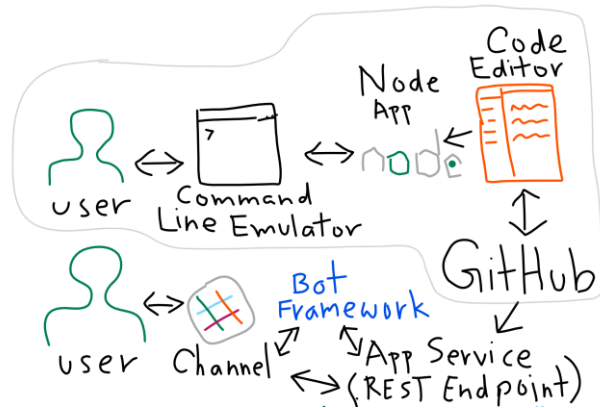 Code
Editor
Node
App
>
node
user
Command
Line Emulator
GitHub
Bot
Framework
user
Channel
App Service
(REST Endpoint)